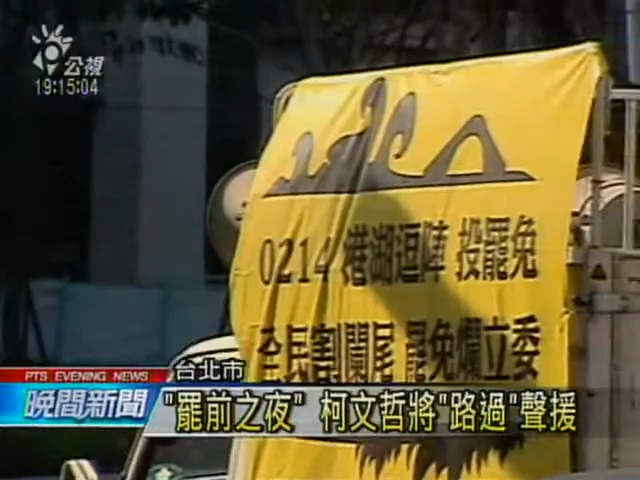 公視
19:15:04
0214 港湖逗陣 投罷免
全民割闌尾 罷免爛立委
PTS EVENING NEWS
台北市
晚間新聞
"罷前之夜" 柯文哲將"路過"聲援